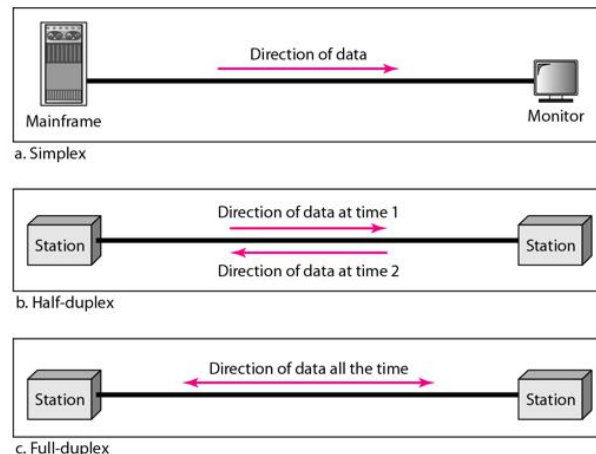 Direction of data
Mainframe
Monitor
a. Simplex
Direction of data at time 1
Station
Station
Direction of data at time 2
b. Half-duplex
Direction of data all the time
Station
Station
c. Full-duplex